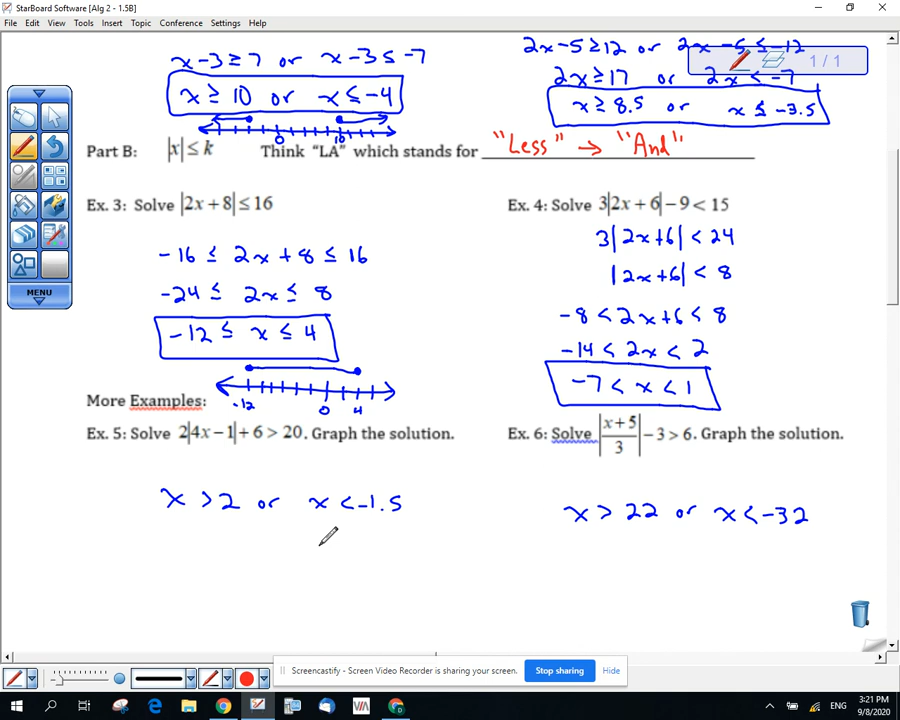 StarBoard Software [Alg 2 - 1.5B]
File Edit View Tools Insert Topic Conference Settings Help
x-3≥7 or x-3≤-7
x≥10 or x≤-4
0 10
2x-5≥12 or 2x-5≤-12
2x≥17 or 2x≤-7
x≥8.5 or x≤-3.5
1 / 1
Part B: |x| ≤ k Think "LA" which stands for "Less" → "And"
Ex. 3: Solve |2x+8| ≤ 16
-16 ≤ 2x+8 ≤ 16
-24 ≤ 2x ≤ 8
-12 ≤ x ≤ 4
-12 0 4
Ex. 4: Solve 3|2x+6|-9<15
3|2x+6| < 24
|2x+6| < 8
-8 < 2x+6 < 8
-14 < 2x < 2
-7 < x < 1
MENU
More Examples:
Ex. 5: Solve 2|4x-1|+6>20. Graph the solution.
x > 2 or x < -1.5
Ex. 6: Solve |(x+5)/3|-3>6. Graph the solution.
x > 22 or x < -32
Screencastify - Screen Video Recorder is sharing your screen. Stop sharing Hide
ENG
3:21 PM
9/8/2020